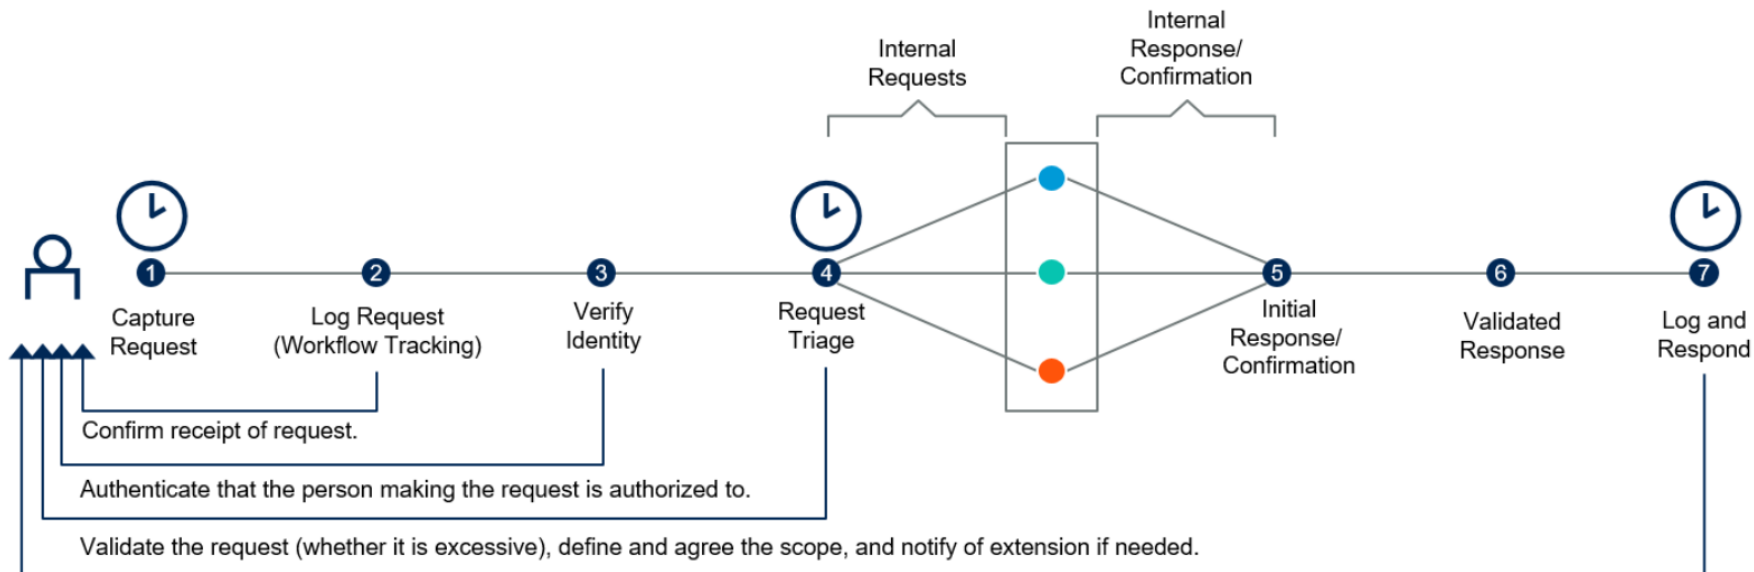 Internal
Requests
Internal
Response/
Confirmation
1
2
3
4
5
6
7
Capture
Request
Log Request
(Workflow Tracking)
Verify
Identity
Request
Triage
Initial
Response/
Confirmation
Validated
Response
Log and
Respond
Confirm receipt of request.
Authenticate that the person making the request is authorized to.
Validate the request (whether it is excessive), define and agree the scope, and notify of extension if needed.